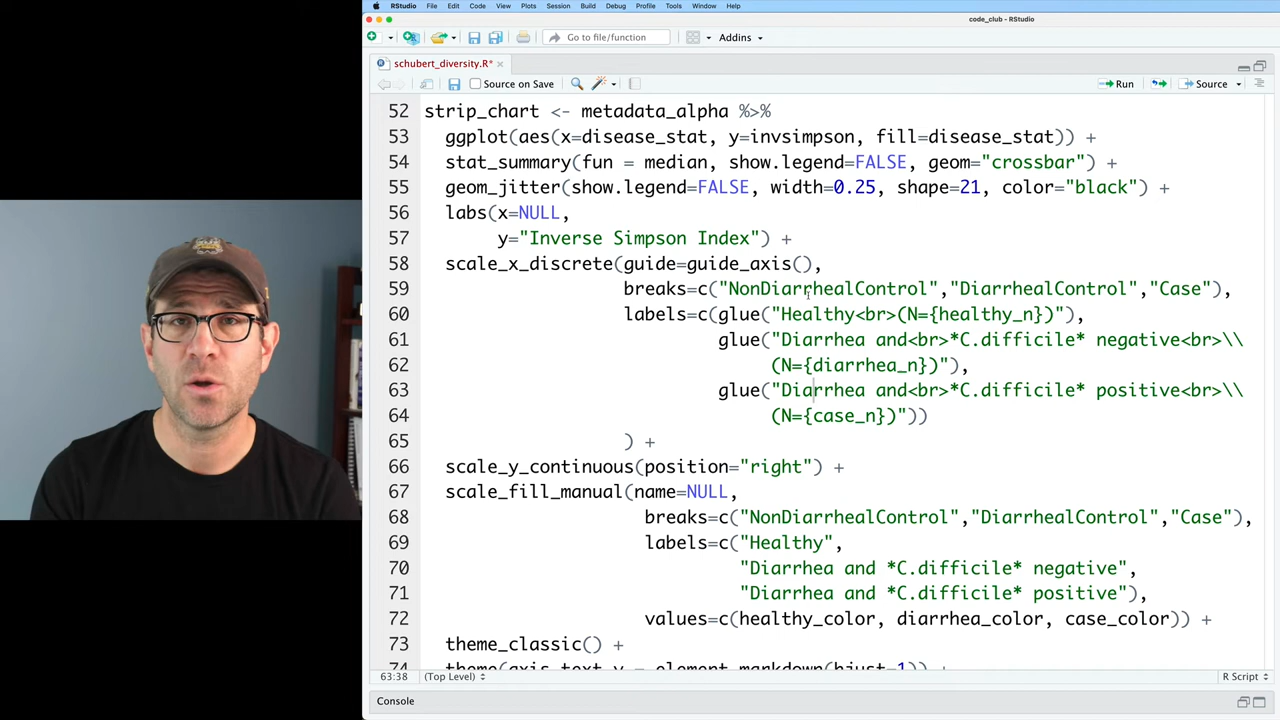 RStudio File Edit Code View Plots Session Build Debug Profile Tools Window Help
code_club - RStudio
Go to file/function Addins
schubert_diversity.R*
Source on Save Run Source
52 strip_chart <- metadata_alpha %>%
53 ggplot(aes(x=disease_stat, y=invsimpson, fill=disease_stat)) +
54 stat_summary(fun = median, show.legend=FALSE, geom="crossbar") +
55 geom_jitter(show.legend=FALSE, width=0.25, shape=21, color="black") +
56 labs(x=NULL,
57 y="Inverse Simpson Index") +
58 scale_x_discrete(guide=guide_axis(),
59 breaks=c("NonDiarrhealControl","DiarrhealControl","Case"),
60 labels=c(glue("Healthy<br>(N={healthy_n})"),
61 glue("Diarrhea and<br>*C.difficile* negative<br>\\
62 (N={diarrhea_n})"),
63 glue("Diarrhea and<br>*C.difficile* positive<br>\\
64 (N={case_n})"))
65 ) +
66 scale_y_continuous(position="right") +
67 scale_fill_manual(name=NULL,
68 breaks=c("NonDiarrhealControl","DiarrhealControl","Case"),
69 labels=c("Healthy",
70 "Diarrhea and *C.difficile* negative",
71 "Diarrhea and *C.difficile* positive"),
72 values=c(healthy_color, diarrhea_color, case_color)) +
73 theme_classic() +
74 theme(axis.text.y = element_markdown(hjust=1)) +
63:38 (Top Level) R Script
Console